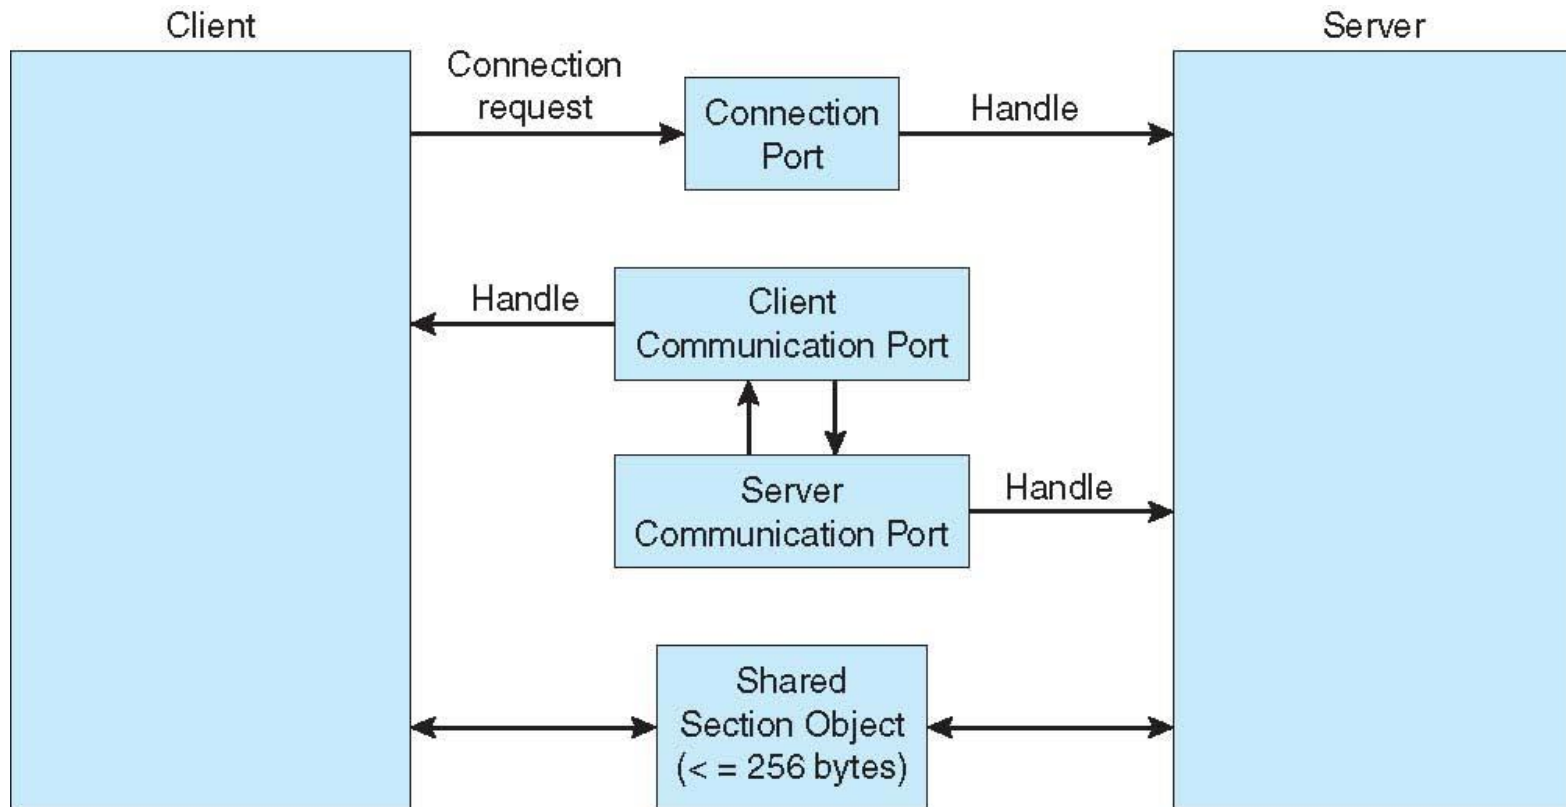 Client
Server
Connection
request
Connection
Port
Handle
Handle
Client
Communication Port
Server
Communication Port
Handle
Shared
Section Object
(< = 256 bytes)